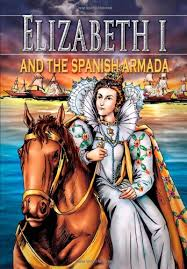 ELIZABETH I
AND THE SPANISH ARMADA